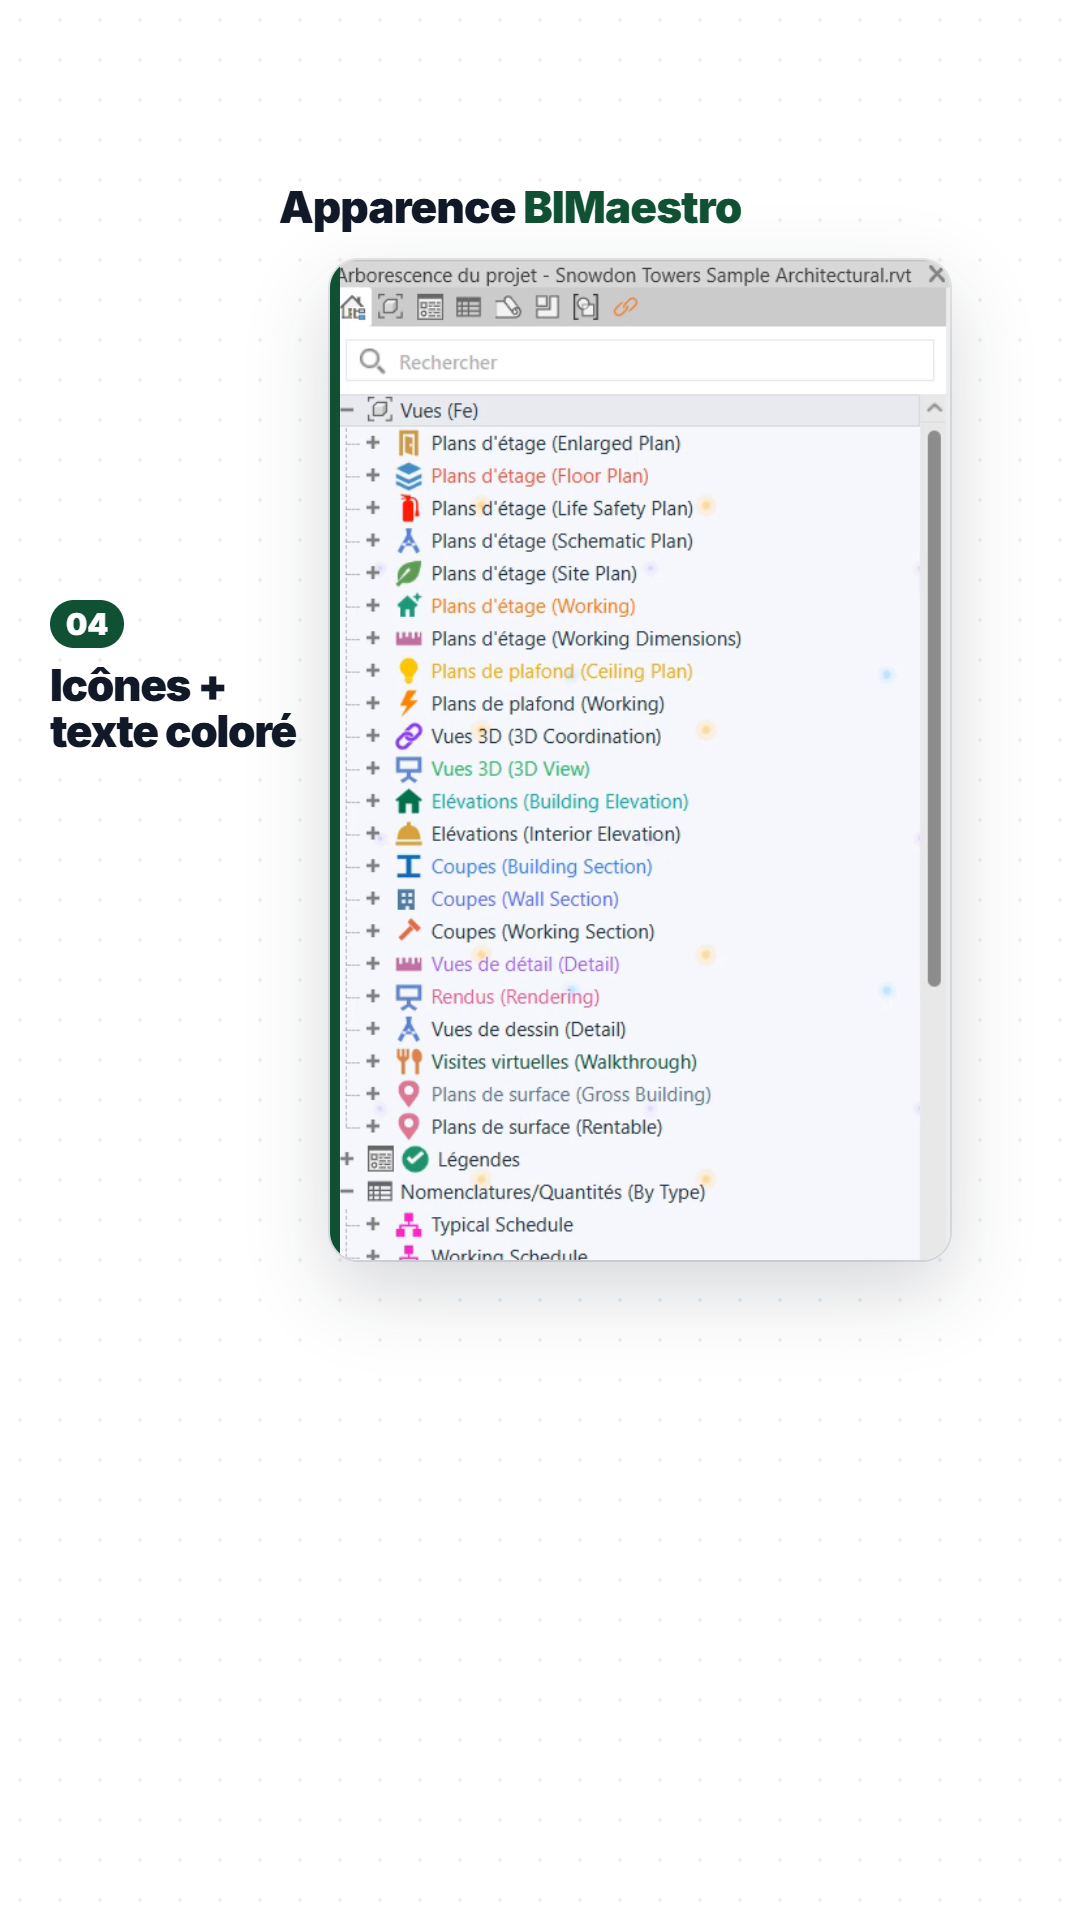 Apparence BIMaestro
Arborescence du projet - Snowdon Towers Sample Architectural.rvt
Rechercher
Vues (Fe)
Plans d'étage (Enlarged Plan)
Plans d'étage (Floor Plan)
Plans d'étage (Life Safety Plan)
Plans d'étage (Schematic Plan)
Plans d'étage (Site Plan)
Plans d'étage (Working)
Plans d'étage (Working Dimensions)
Plans de plafond (Ceiling Plan)
Plans de plafond (Working)
Vues 3D (3D Coordination)
Vues 3D (3D View)
Elévations (Building Elevation)
Elévations (Interior Elevation)
Coupes (Building Section)
Coupes (Wall Section)
Coupes (Working Section)
Vues de détail (Detail)
Rendus (Rendering)
Vues de dessin (Detail)
Visites virtuelles (Walkthrough)
Plans de surface (Gross Building)
Plans de surface (Rentable)
Légendes
Nomenclatures/Quantités (By Type)
Typical Schedule
Working Schedule
04
Icônes +
texte coloré